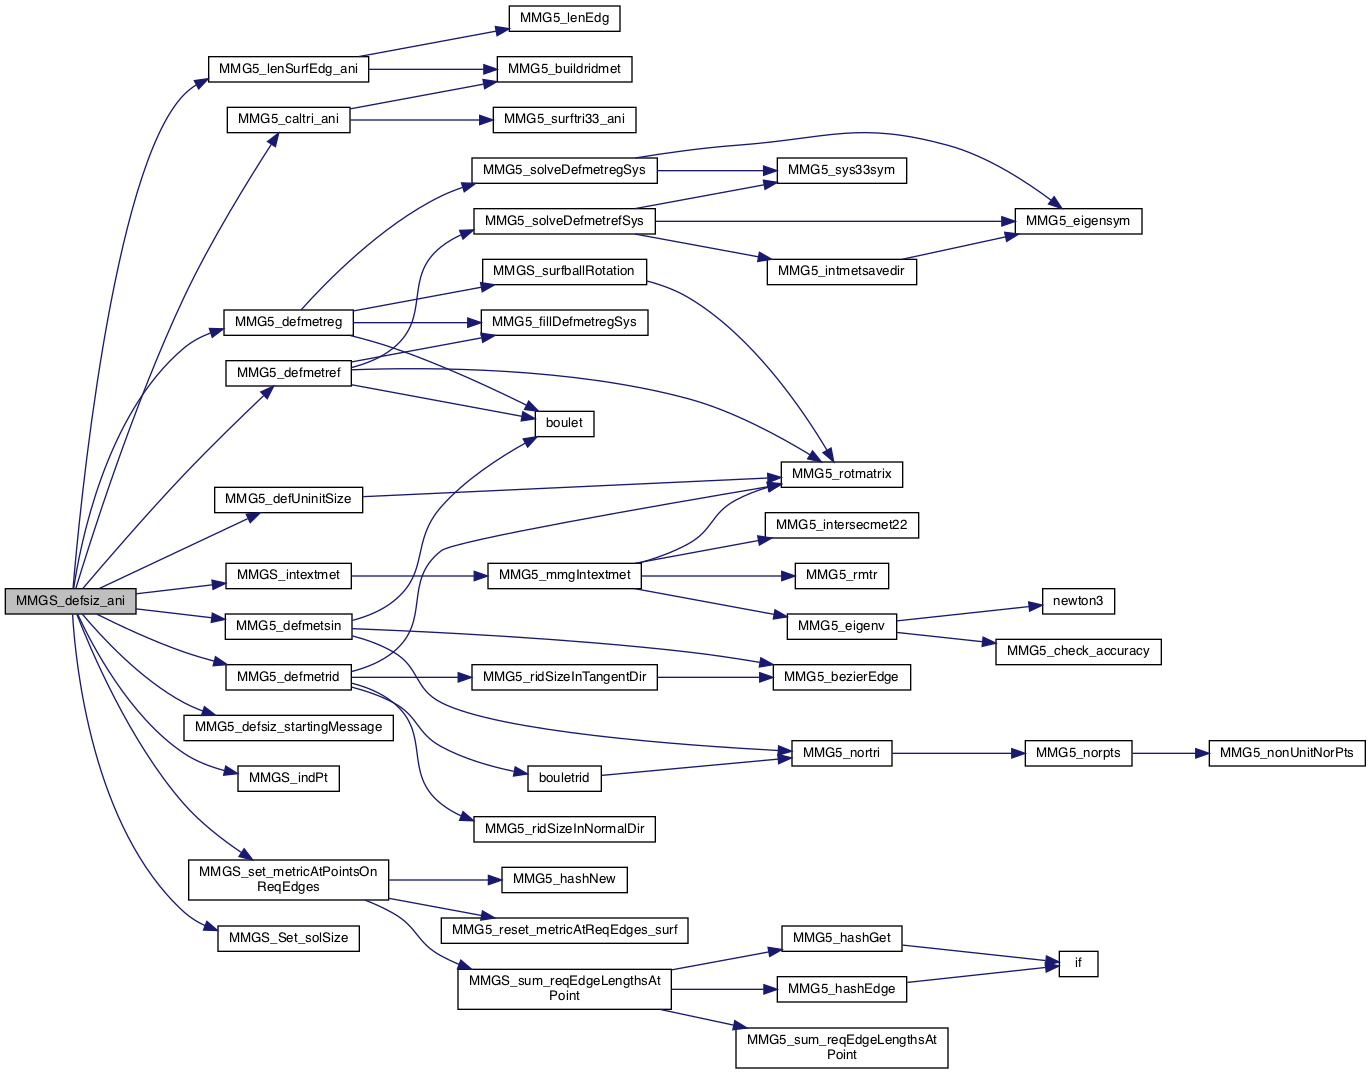 MMG5_lenEdg
MMG5_lenSurfEdg_ani
MMG5_buildridmet
MMG5_caltri_ani
MMG5_surftri33_ani
MMG5_solveDefmetregSys
MMG5_sys33sym
MMG5_solveDefmetrefSys
MMG5_eigensym
MMGS_surfballRotation
MMG5_intmetsavedir
MMG5_defmetreg
MMG5_fillDefmetregSys
MMG5_defmetref
boulet
MMG5_rotmatrix
MMG5_defUninitSize
MMG5_intersecmet22
MMGS_intextmet
MMG5_mmgIntextmet
MMG5_rmtr
MMGS_defsiz_ani
newton3
MMG5_defmetsin
MMG5_eigenv
MMG5_check_accuracy
MMG5_defmetrid
MMG5_ridSizeInTangentDir
MMG5_bezierEdge
MMG5_defsiz_startingMessage
MMG5_nortri
MMG5_norpts
MMG5_nonUnitNorPts
MMGS_indPt
bouletrid
MMG5_ridSizeInNormalDir
MMGS_set_metricAtPointsOn
ReqEdges
MMG5_hashNew
MMG5_reset_metricAtReqEdges_surf
MMGS_Set_solSize
MMG5_hashGet
if
MMGS_sum_reqEdgeLengthsAt
Point
MMG5_hashEdge
MMG5_sum_reqEdgeLengthsAt
Point